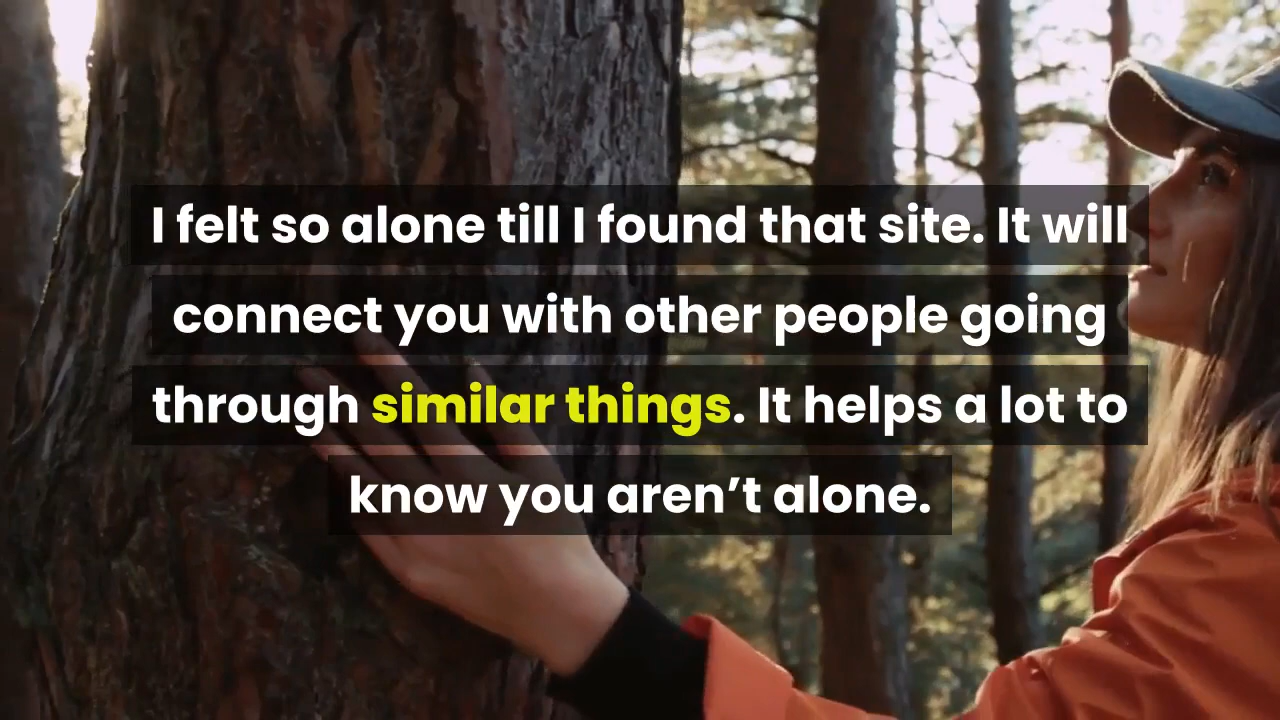 I felt so alone till I found that site. It will
connect you with other people going
through similar things. It helps a lot to
know you aren’t alone.